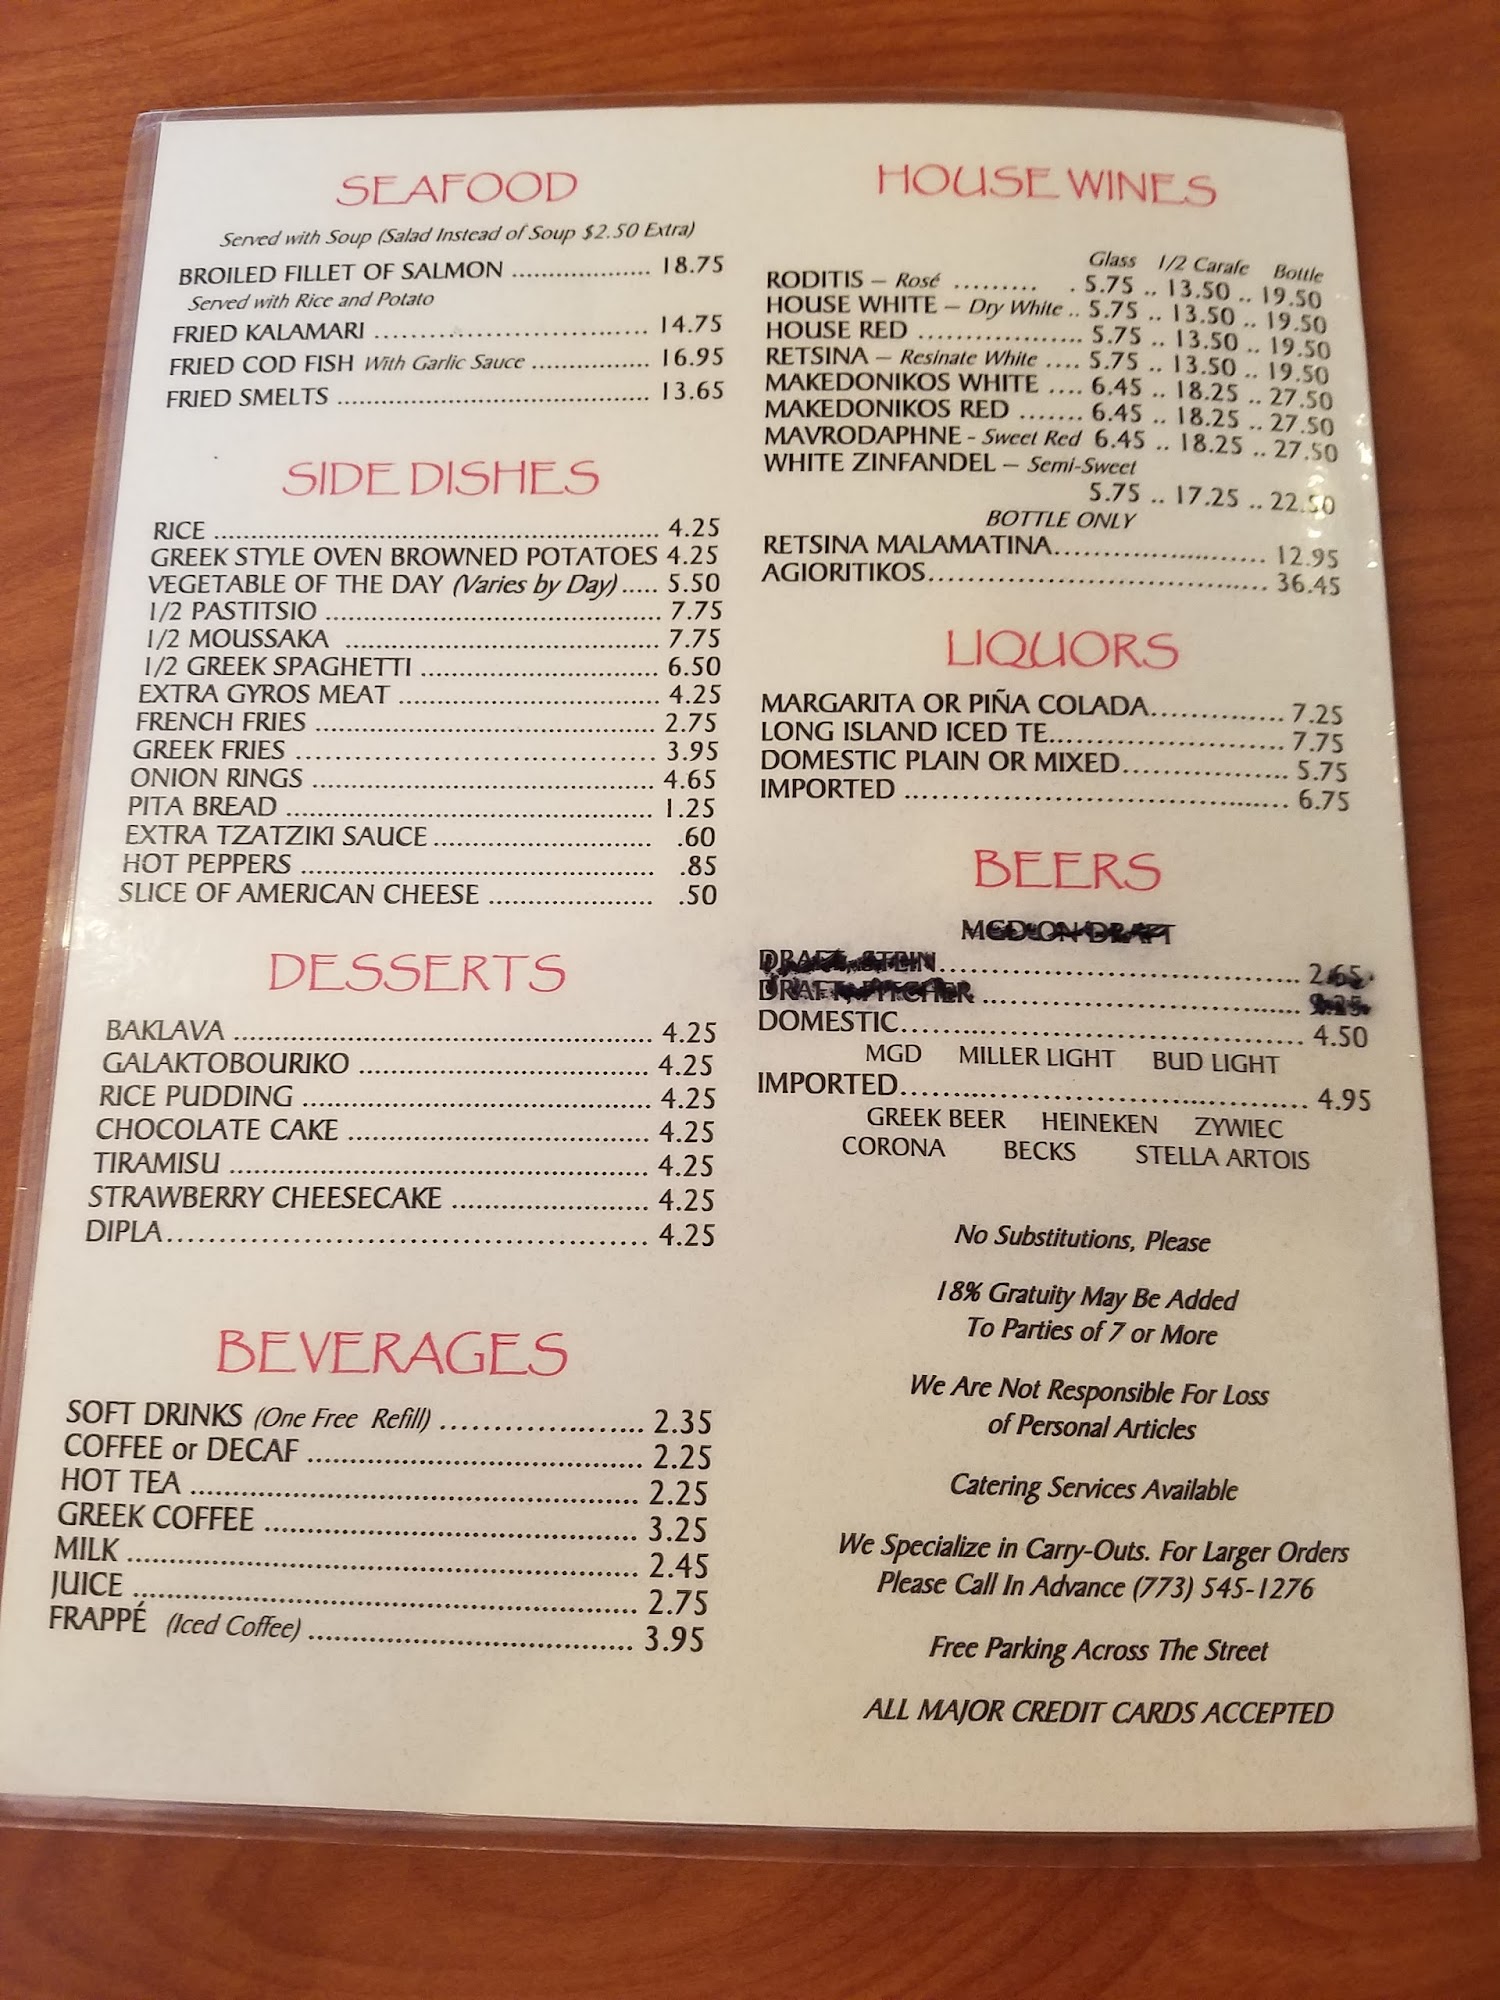 SEAFOOD
Served with Soup (Salad Instead of Soup $2.50 Extra)
BROILED FILLET OF SALMON ................... 18.75
Served with Rice and Potato
FRIED KALAMARI ................................ 14.75
FRIED COD FISH With Garlic Sauce ................. 16.95
FRIED SMELTS ............................................ 13.65
SIDE DISHES
RICE ................................................................ 4.25
GREEK STYLE OVEN BROWNED POTATOES 4.25
VEGETABLE OF THE DAY (Varies by Day) ..... 5.50
1/2 PASTITSIO ................................................ 7.75
1/2 MOUSSAKA ............................................. 7.75
1/2 GREEK SPAGHETTI .................................. 6.50
EXTRA GYROS MEAT ..................................... 4.25
FRENCH FRIES ................................................ 2.75
GREEK FRIES .................................................. 3.95
ONION RINGS ................................................ 4.65
PITA BREAD .................................................... 1.25
EXTRA TZATZIKI SAUCE ............................... .60
HOT PEPPERS .................................................. .85
SLICE OF AMERICAN CHEESE ....................... .50
DESSERTS
BAKLAVA ......................................................... 4.25
GALAKTOBOURIKO ........................................ 4.25
RICE PUDDING ............................................... 4.25
CHOCOLATE CAKE ........................................ 4.25
TIRAMISU ........................................................ 4.25
STRAWBERRY CHEESECAKE ........................ 4.25
DIPLA................................................ 4.25
BEVERAGES
SOFT DRINKS (One Free Refill) ........................ 2.35
COFFEE or DECAF ........................................... 2.25
HOT TEA ......................................................... 2.25
GREEK COFFEE ................................................ 3.25
MILK ................................................................ 2.45
JUICE ................................................................ 2.75
FRAPPÉ (Iced Coffee) ...................................... 3.95
HOUSE WINES
Glass 1/2 Carafe Bottle
RODITIS – Rosé ......... . 5.75 .. 13.50 .. 19.50
HOUSE WHITE – Dry White .. 5.75 .. 13.50 .. 19.50
HOUSE RED ................... 5.75 .. 13.50 .. 19.50
RETSINA – Resinate White .... 5.75 .. 13.50 .. 19.50
MAKEDONIKOS WHITE .... 6.45 .. 18.25 .. 27.50
MAKEDONIKOS RED ....... 6.45 .. 18.25 .. 27.50
MAVRODAPHNE - Sweet Red 6.45 .. 18.25 .. 27.50
WHITE ZINFANDEL – Semi-Sweet
5.75 .. 17.25 .. 22.50
BOTTLE ONLY
RETSINA MALAMATINA........................... 12.95
AGIORITIKOS........................................... 36.45
LIQUORS
MARGARITA OR PIÑA COLADA............... 7.25
LONG ISLAND ICED TE............................ 7.75
DOMESTIC PLAIN OR MIXED................... 5.75
IMPORTED ............................................. 6.75
BEERS
MGD ON DRAFT
DRAFT STEIN............................................. 2.65
DRAFT PITCHER ......................................... 9.25
DOMESTIC................................................ 4.50
MGD MILLER LIGHT BUD LIGHT
IMPORTED................................................ 4.95
GREEK BEER HEINEKEN ZYWIEC
CORONA BECKS STELLA ARTOIS
No Substitutions, Please
18% Gratuity May Be Added
To Parties of 7 or More
We Are Not Responsible For Loss
of Personal Articles
Catering Services Available
We Specialize in Carry-Outs. For Larger Orders
Please Call In Advance (773) 545-1276
Free Parking Across The Street
ALL MAJOR CREDIT CARDS ACCEPTED